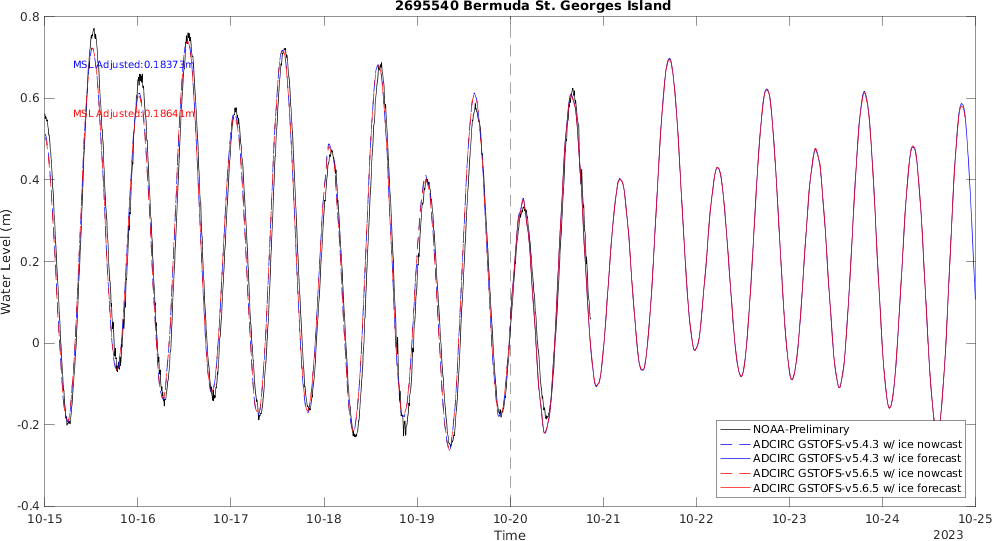 2695540 Bermuda St. Georges Island
0.8
0.6
0.4
0.2
0
-0.2
-0.4
Water Level (m)
MSL Adjusted:0.18373m
MSL Adjusted:0.18641m
NOAA-Preliminary
ADCIRC GSTOFS-v5.4.3 w/ ice nowcast
ADCIRC GSTOFS-v5.4.3 w/ ice forecast
ADCIRC GSTOFS-v5.6.5 w/ ice nowcast
ADCIRC GSTOFS-v5.6.5 w/ ice forecast
10-15 10-16 10-17 10-18 10-19 10-20 10-21 10-22 10-23 10-24 10-25
Time
2023